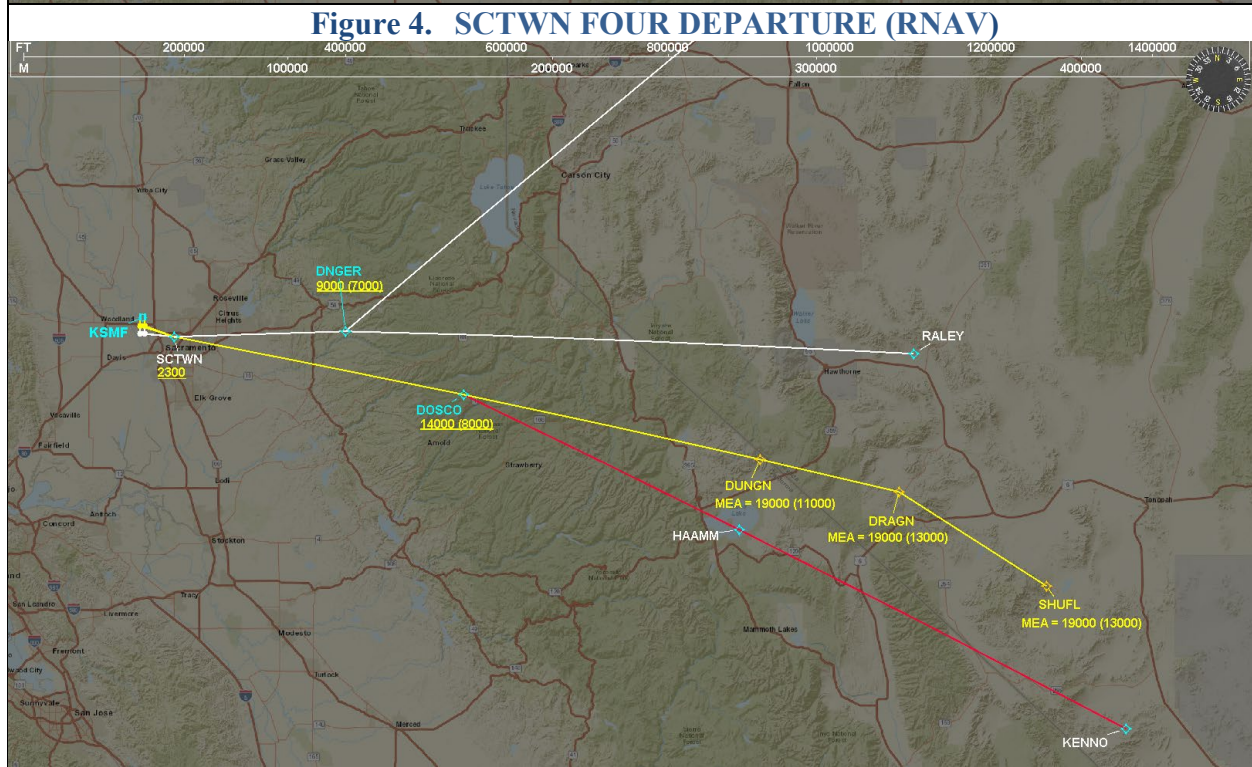 Figure 4. SCTWN FOUR DEPARTURE (RNAV)
FT 200000 400000 600000 800000 1000000 1200000 1400000
M 100000 200000 300000 400000
Fallon
Truckee
Grass Valley
Yuba City
Carson City
DNGER
9000 (7000)
Roseville
Citrus Heights
Woodland
KSMF
Davis
Sacramento
SCTWN
2300
RALEY
Hawthorne
Elk Grove
Vacaville
DOSCO
14000 (8000)
Arnold
Fairfield
Strawberry
Lodi
DUNGN
MEA = 19000 (11000)
DRAGN
MEA = 19000 (13000)
Tonopah
Antioch
Concord
HAAMM
Stockton
SHUFL
MEA = 19000 (13000)
Tracy
San Leandro
Livermore
Modesto
Mammoth Lakes
Fremont
Redwood City
Turlock
Sunnyvale
San Jose
Merced
KENNO